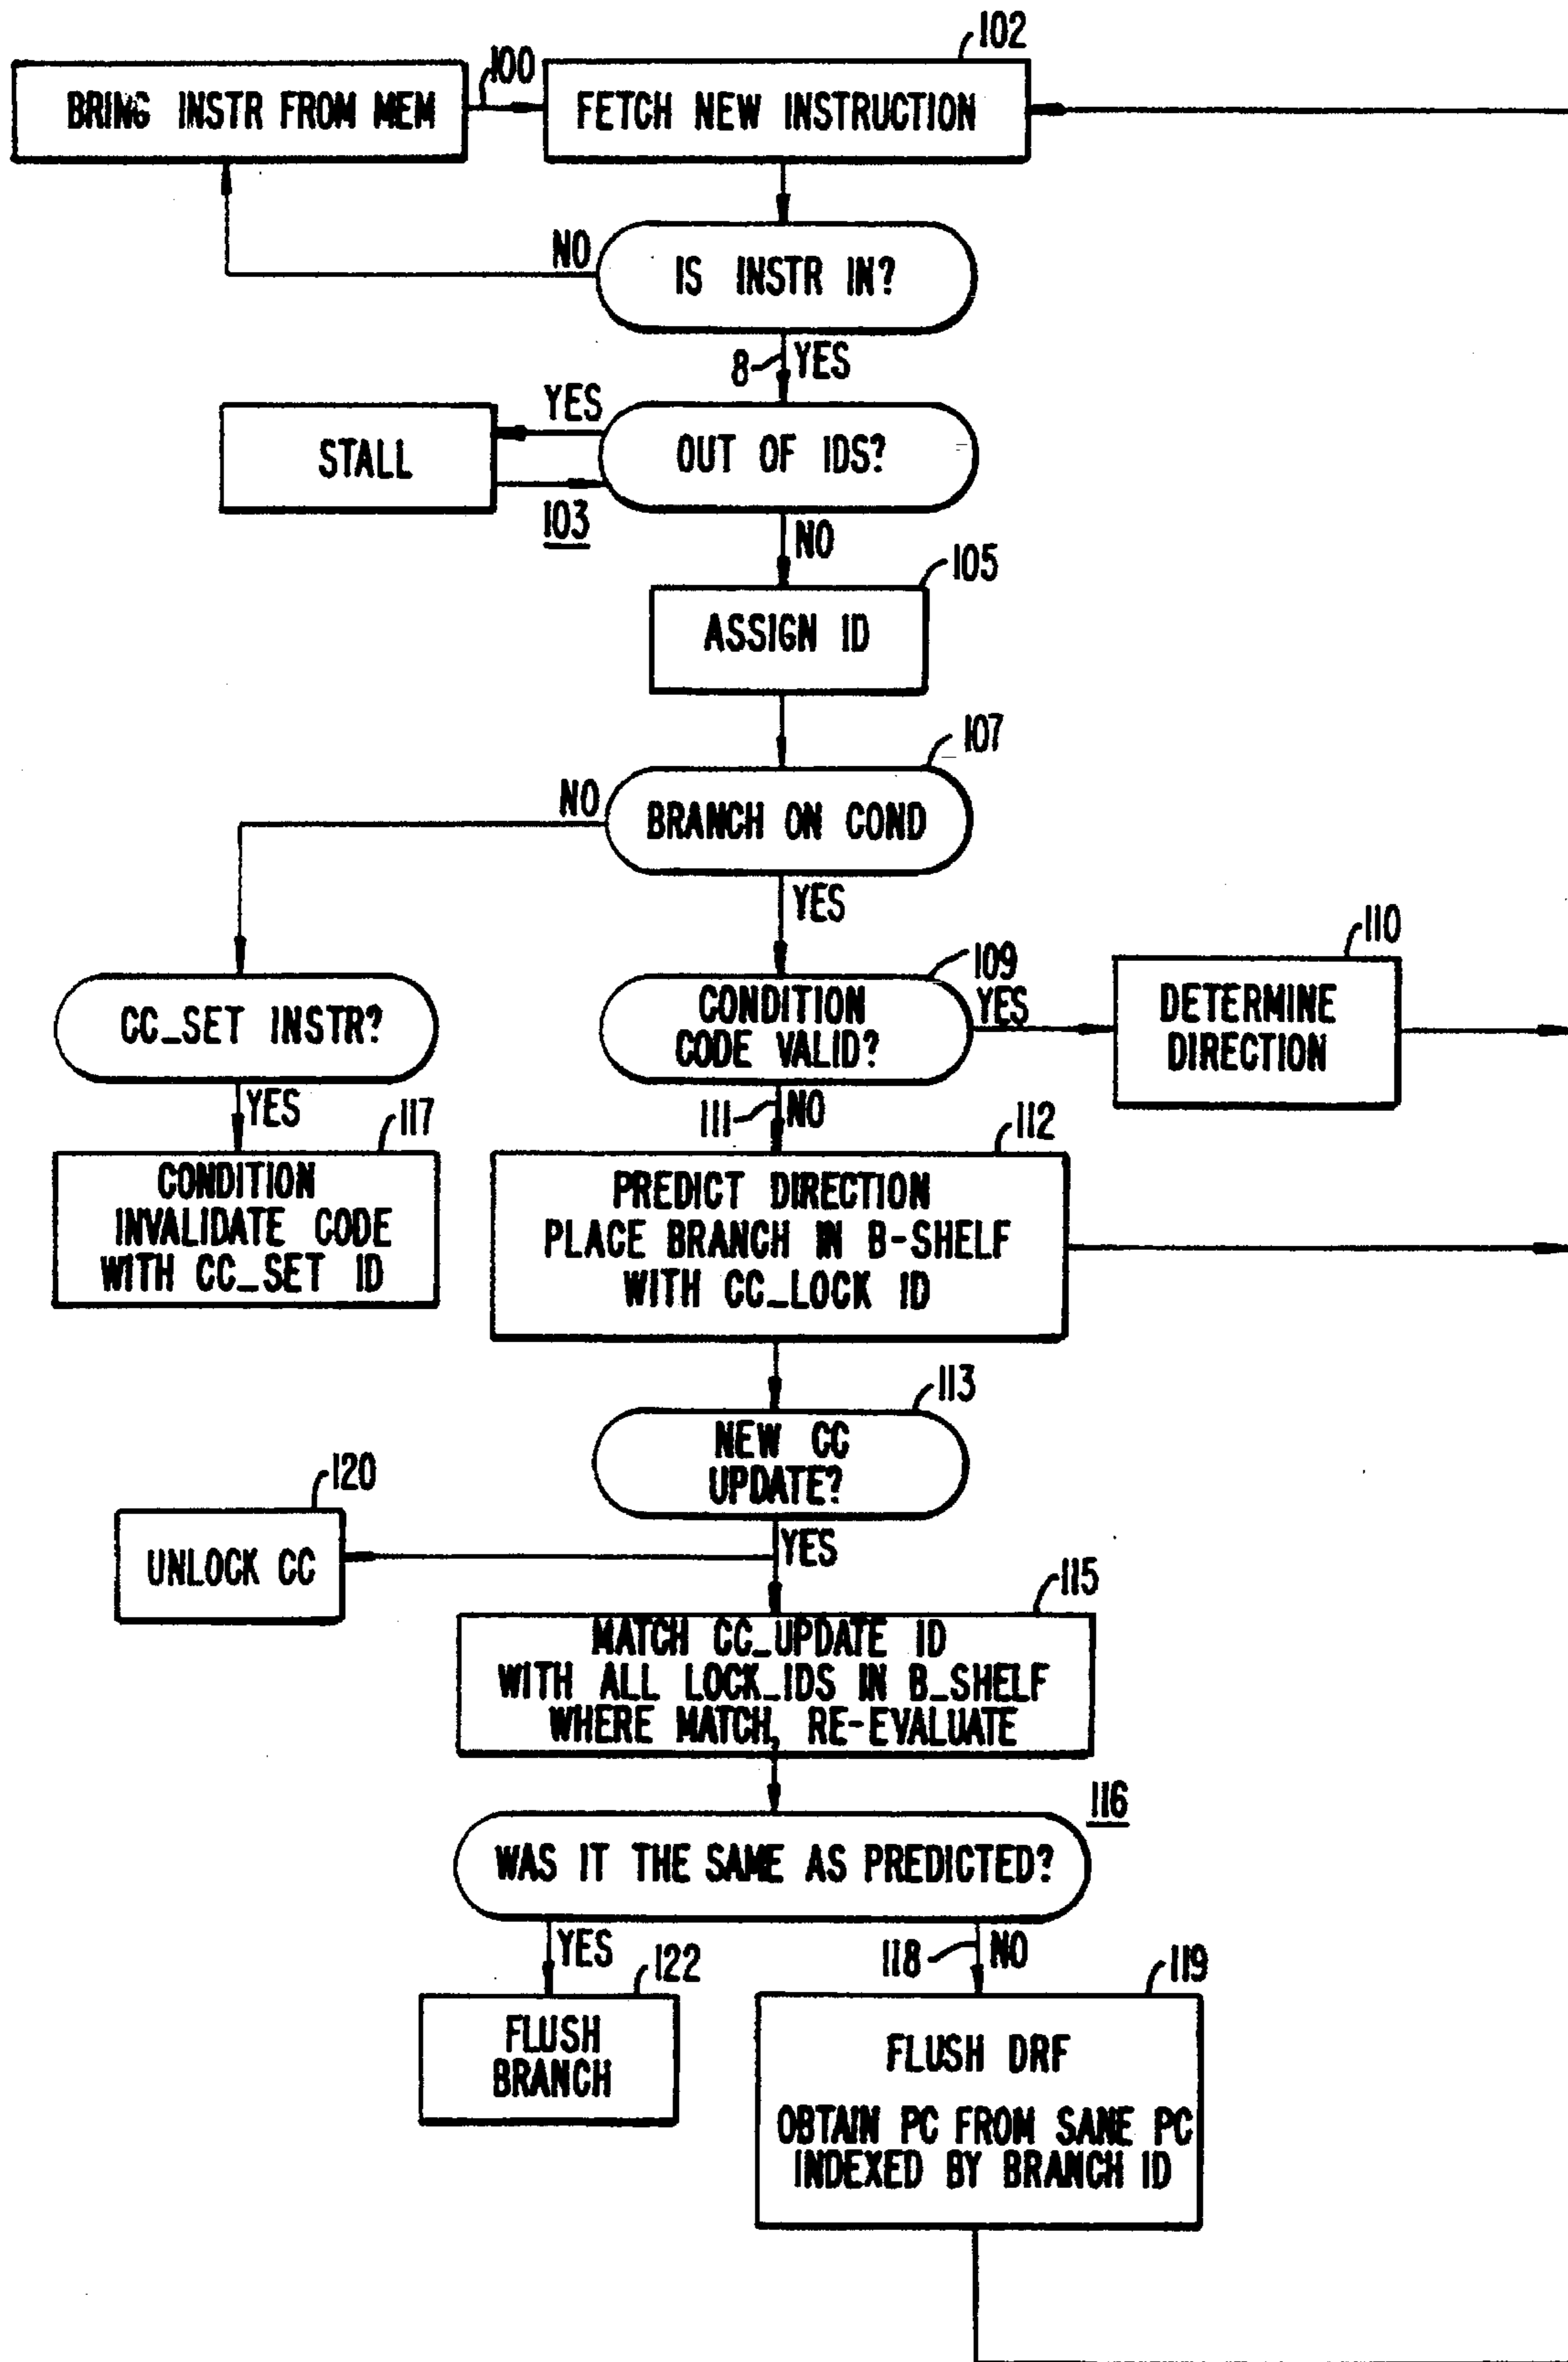 102
100
BRING INSTR FROM MEM
FETCH NEW INSTRUCTION
NO
IS INSTR IN?
8
YES
YES
STALL
OUT OF IDS?
103
NO
105
ASSIGN ID
107
NO
BRANCH ON COND
YES
109
110
CC_SET INSTR?
CONDITION
CODE VALID?
YES
DETERMINE
DIRECTION
YES
111
NO
117
112
CONDITION
INVALIDATE CODE
WITH CC_SET ID
PREDICT DIRECTION
PLACE BRANCH IN B-SHELF
WITH CC_LOCK ID
113
NEW CC
UPDATE?
120
YES
UNLOCK CC
115
MATCH CC_UPDATE ID
WITH ALL LOCK_IDS IN B_SHELF
WHERE MATCH, RE-EVALUATE
116
WAS IT THE SAME AS PREDICTED?
YES
118
NO
122
119
FLUSH
BRANCH
FLUSH DRF
OBTAIN PC FROM SANE PC
INDEXED BY BRANCH ID